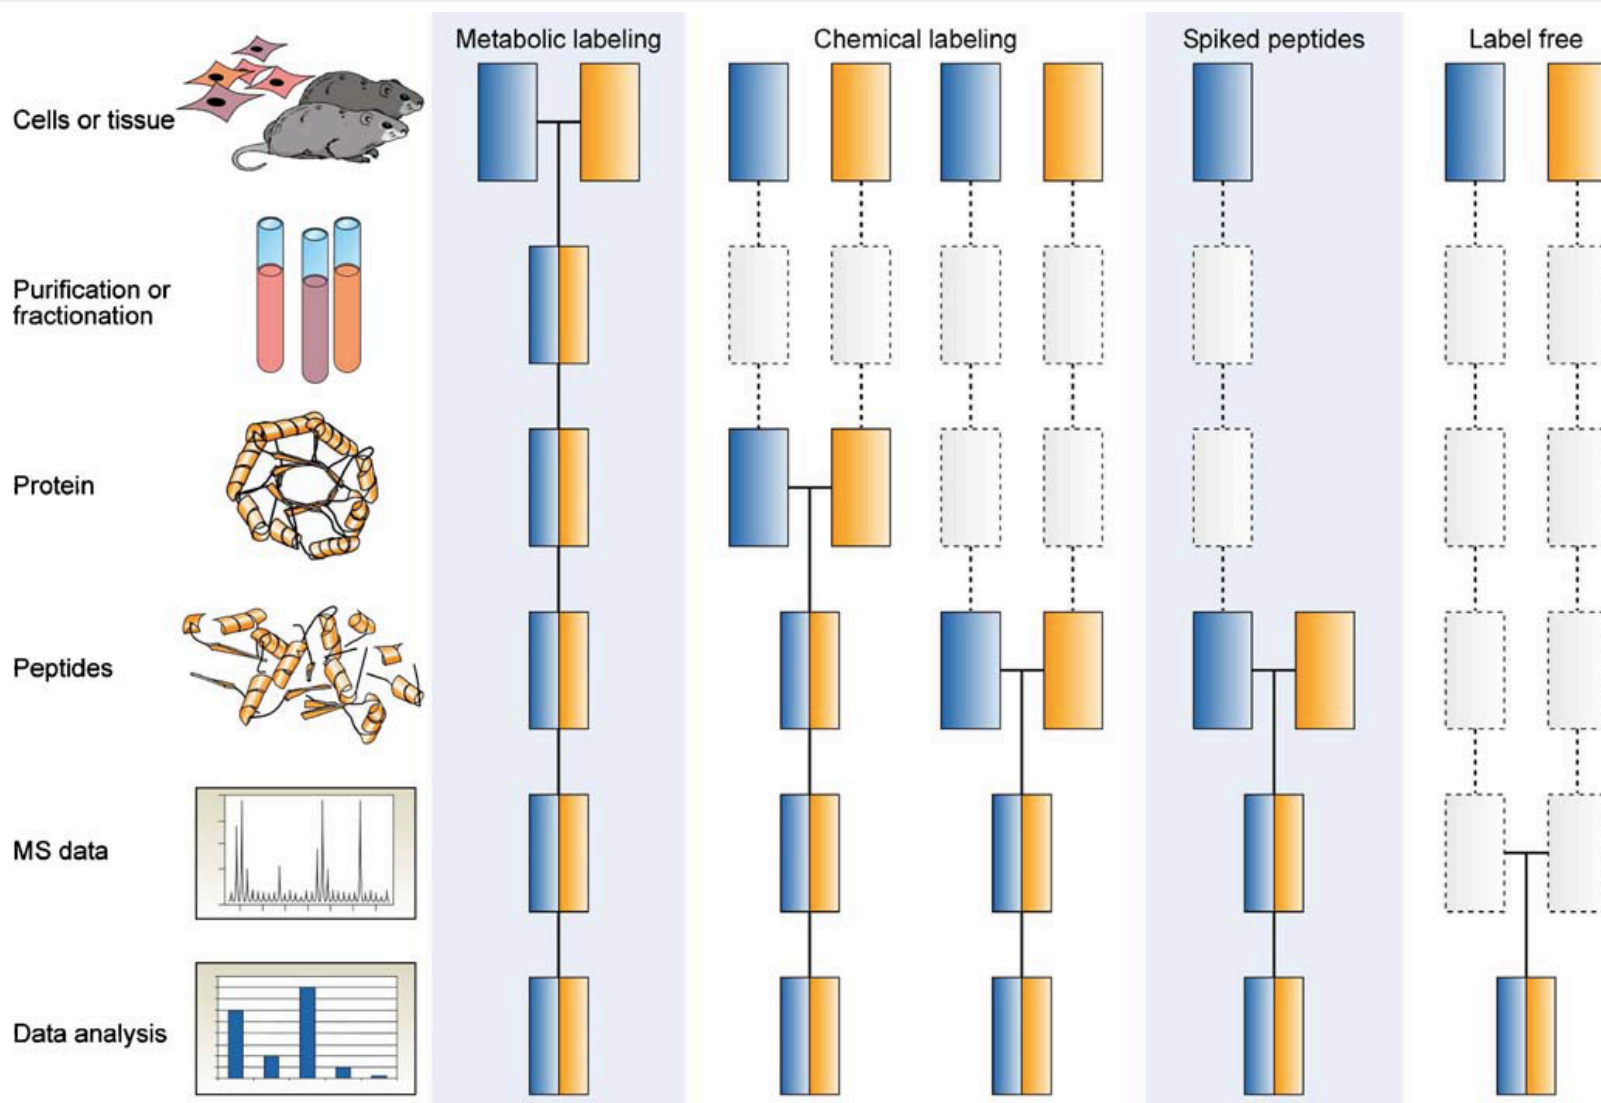 Metabolic labeling
Chemical labeling
Spiked peptides
Label free
Cells or tissue
Purification or
fractionation
Protein
Peptides
MS data
Data analysis